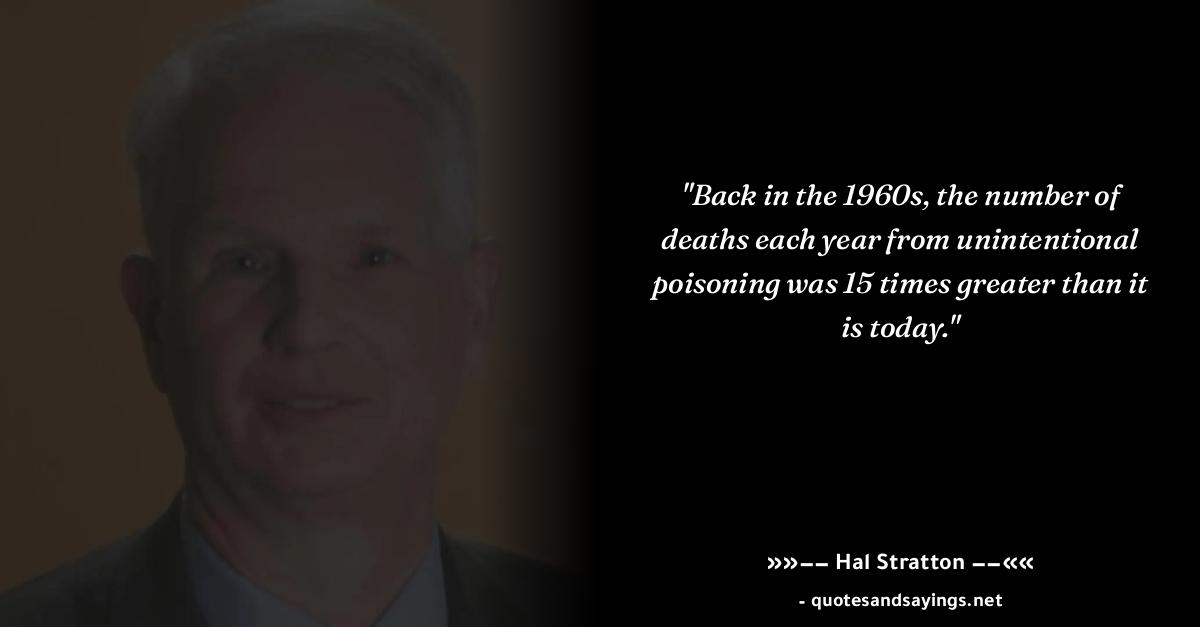 "Back in the 1960s, the number of
deaths each year from unintentional
poisoning was 15 times greater than it
is today."
»»−− Hal Stratton −−««
- quotesandsayings.net